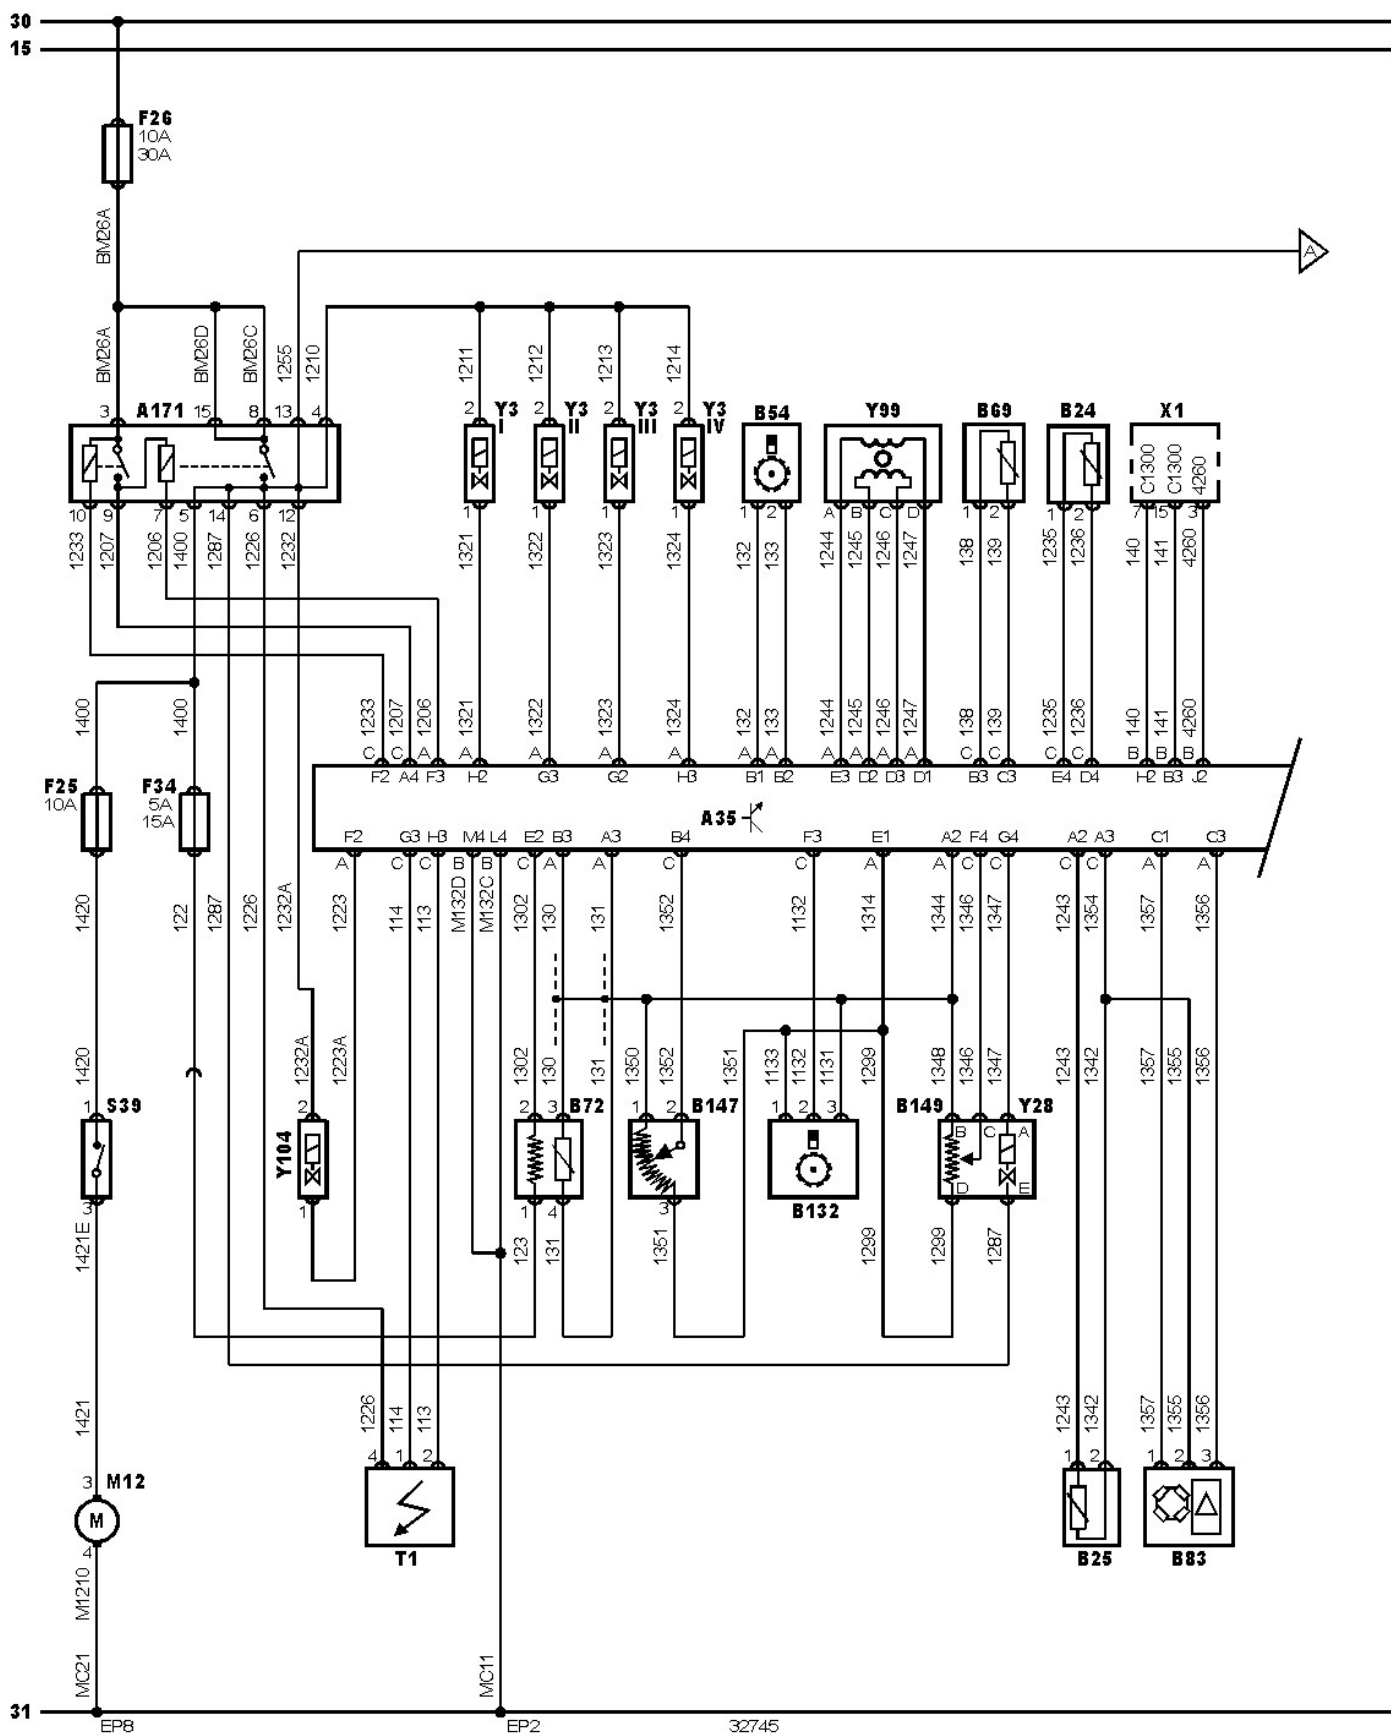 30
15
F26
10A
30A
BM26A
A
BM26A
BM26D
BM26C
1255
1210
1211
1212
1213
1214
3 A171 15 8 13 4
2 Y3 I
2 Y3 II
2 Y3 III
2 Y3 IV
B54
Y99
B69
B24
X1
C1300 C1300 4260
10 9 7 5 14 6 12
1 1 1 1 1 2 A B C D 1 2 1 2 7 15 3
1233 1207 1206 1400 1287 1226 1232
1321 1322 1323 1324 132 133 1244 1245 1246 1247 138 139 1235 1236 140 141 4260
1400 1400
1233 1207 1206 1321 1322 1323 1324 132 133 1244 1245 1246 1247 138 139 1235 1236 140 141 4260
C C A A A A A A A A A A A C C C C B B B
F2 A4 F3 H2 G3 G2 H3 B1 B2 E3 D2 D3 D1 B3 C3 E4 D4 H2 B3 J2
F25
10A
F34
5A
15A
A35
F2 G3 H3 M4 L4 E2 B3 A3 B4 F3 E1 A2 F4 G4 A2 A3 C1 C3
A C C B B C A A C C A A C C C C A A
1420 122 1287 1226 1232A 1223 114 113 M132D M132C 1302 130 131 1352 1132 1314 1344 1346 1347 1243 1354 1357 1356
1420 1232A 1223A 1302 130 131 1350 1352 1351 1133 1132 1131 1299 1348 1346 1347 1243 1342 1357 1355 1356
1 S39
2
Y104
1
2 3 B72
1 2 B147
1 2 3
B149 Y28
B C A
D E
3
1 4
3
B132
1421E
123 131 1351 1299 1299 1287
1421
1226 114 113
1243 1342 1357 1355 1356
3 M12
M
4
4 1 2
T1
1 2
B25
1 2 3
B83
M1210
MC21
MC11
31
EP8
EP2
32745